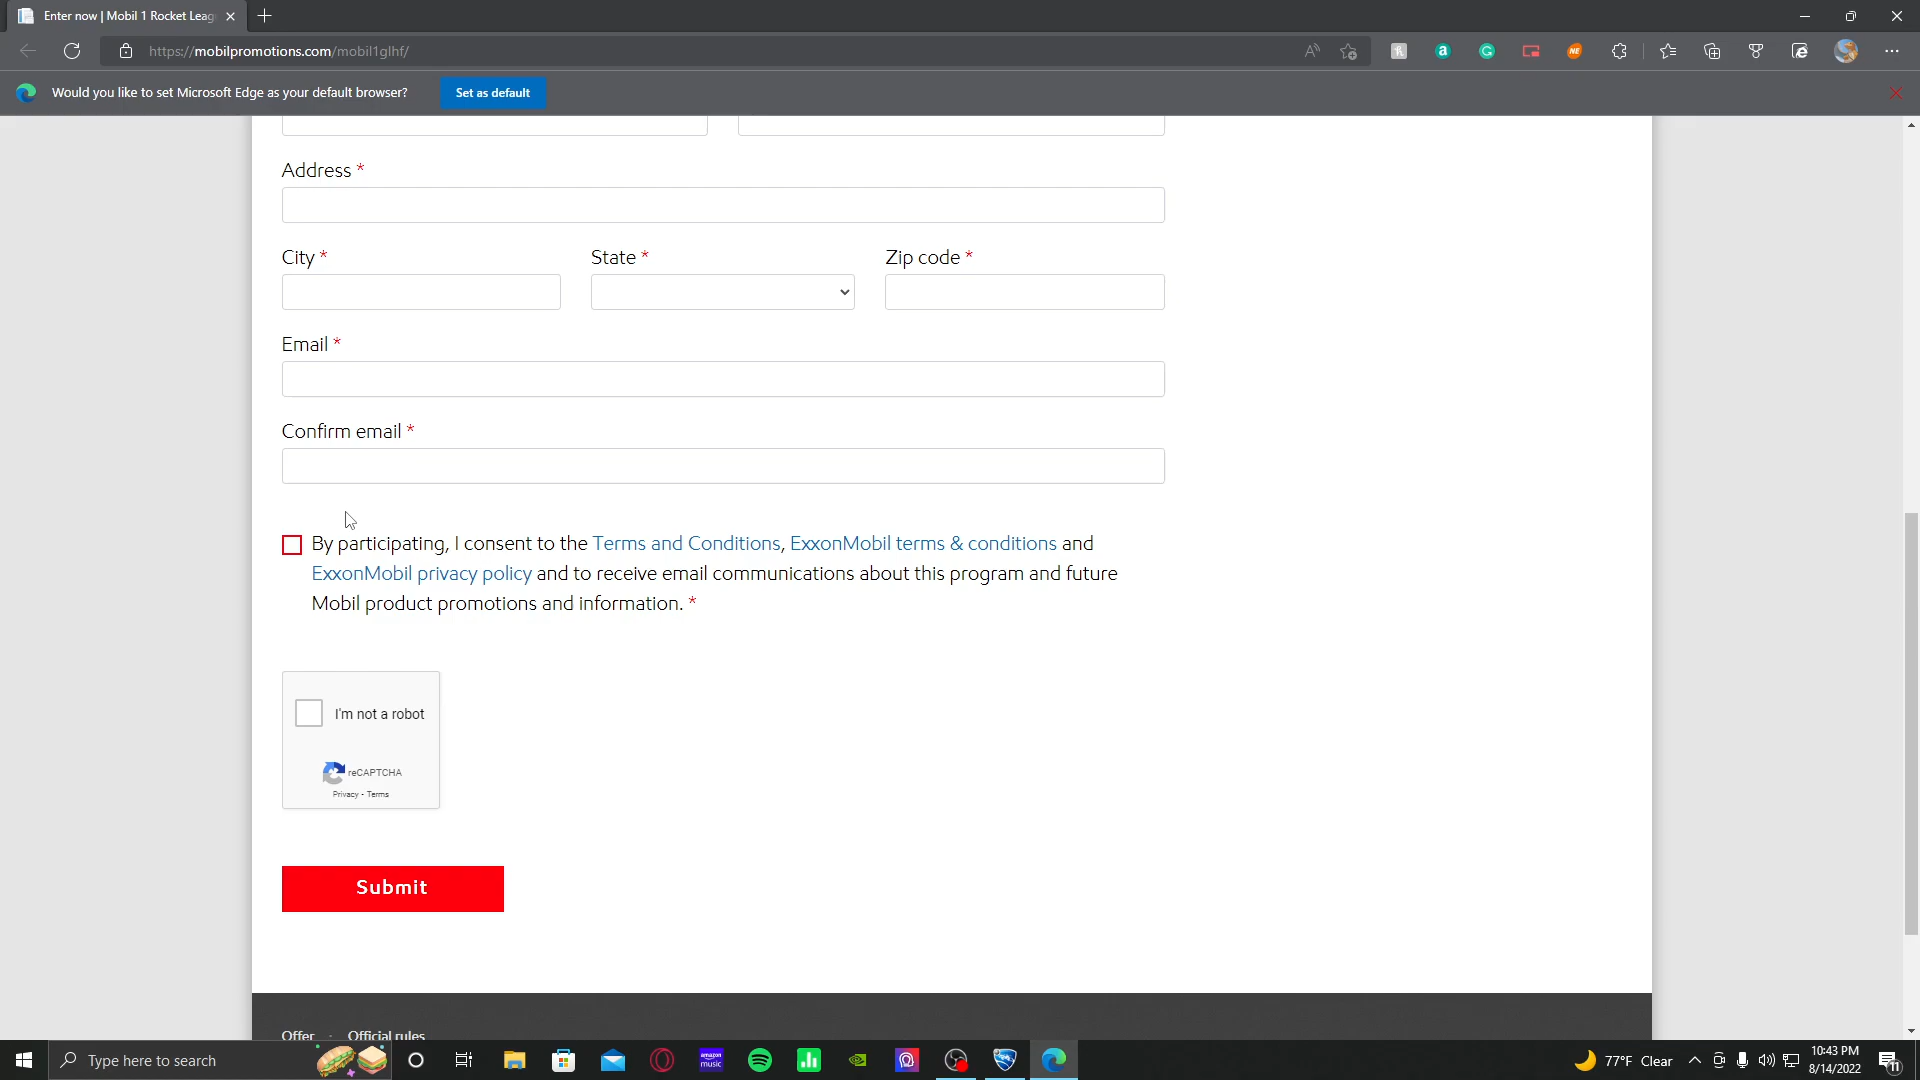 Enter now | Mobil 1 Rocket Leag
https://mobilpromotions.com/mobil1glhf/
Would you like to set Microsoft Edge as your default browser?
Set as default
Address *
City *
State *
Zip code *
Email *
Confirm email *
By participating, I consent to the Terms and Conditions, ExxonMobil terms & conditions and
ExxonMobil privacy policy and to receive email communications about this program and future
Mobil product promotions and information. *
I'm not a robot
reCAPTCHA
Privacy - Terms
Submit
Offer - Official rules
Type here to search
amazon
music
77°F Clear
10:43 PM
8/14/2022
11